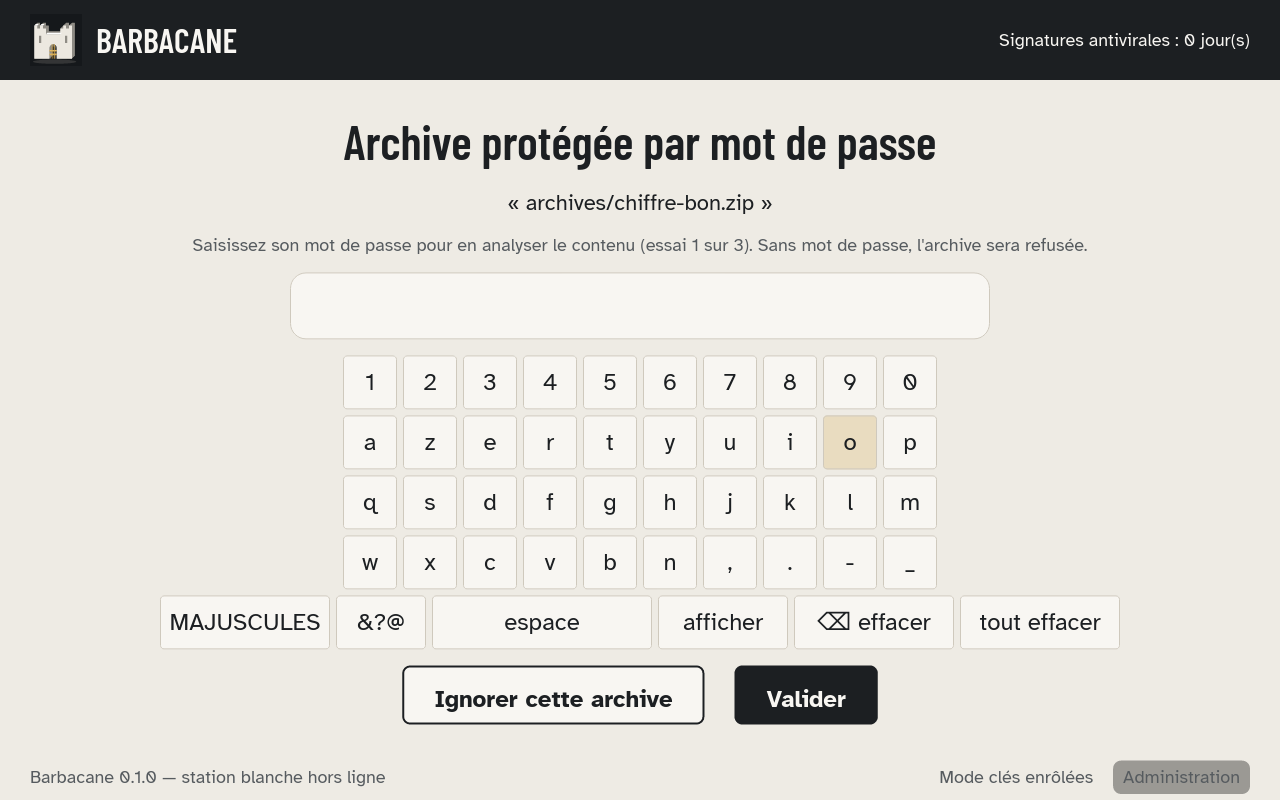 BARBACANE
Signatures antivirales : 0 jour(s)
Archive protégée par mot de passe
« archives/chiffre-bon.zip »
Saisissez son mot de passe pour en analyser le contenu (essai 1 sur 3). Sans mot de passe, l'archive sera refusée.
1 2 3 4 5 6 7 8 9 0
a z e r t y u i o p
q s d f g h j k l m
w x c v b n , . - _
MAJUSCULES &?@ espace afficher ⌫ effacer tout effacer
Ignorer cette archive Valider
Barbacane 0.1.0 — station blanche hors ligne
Mode clés enrôlées Administration